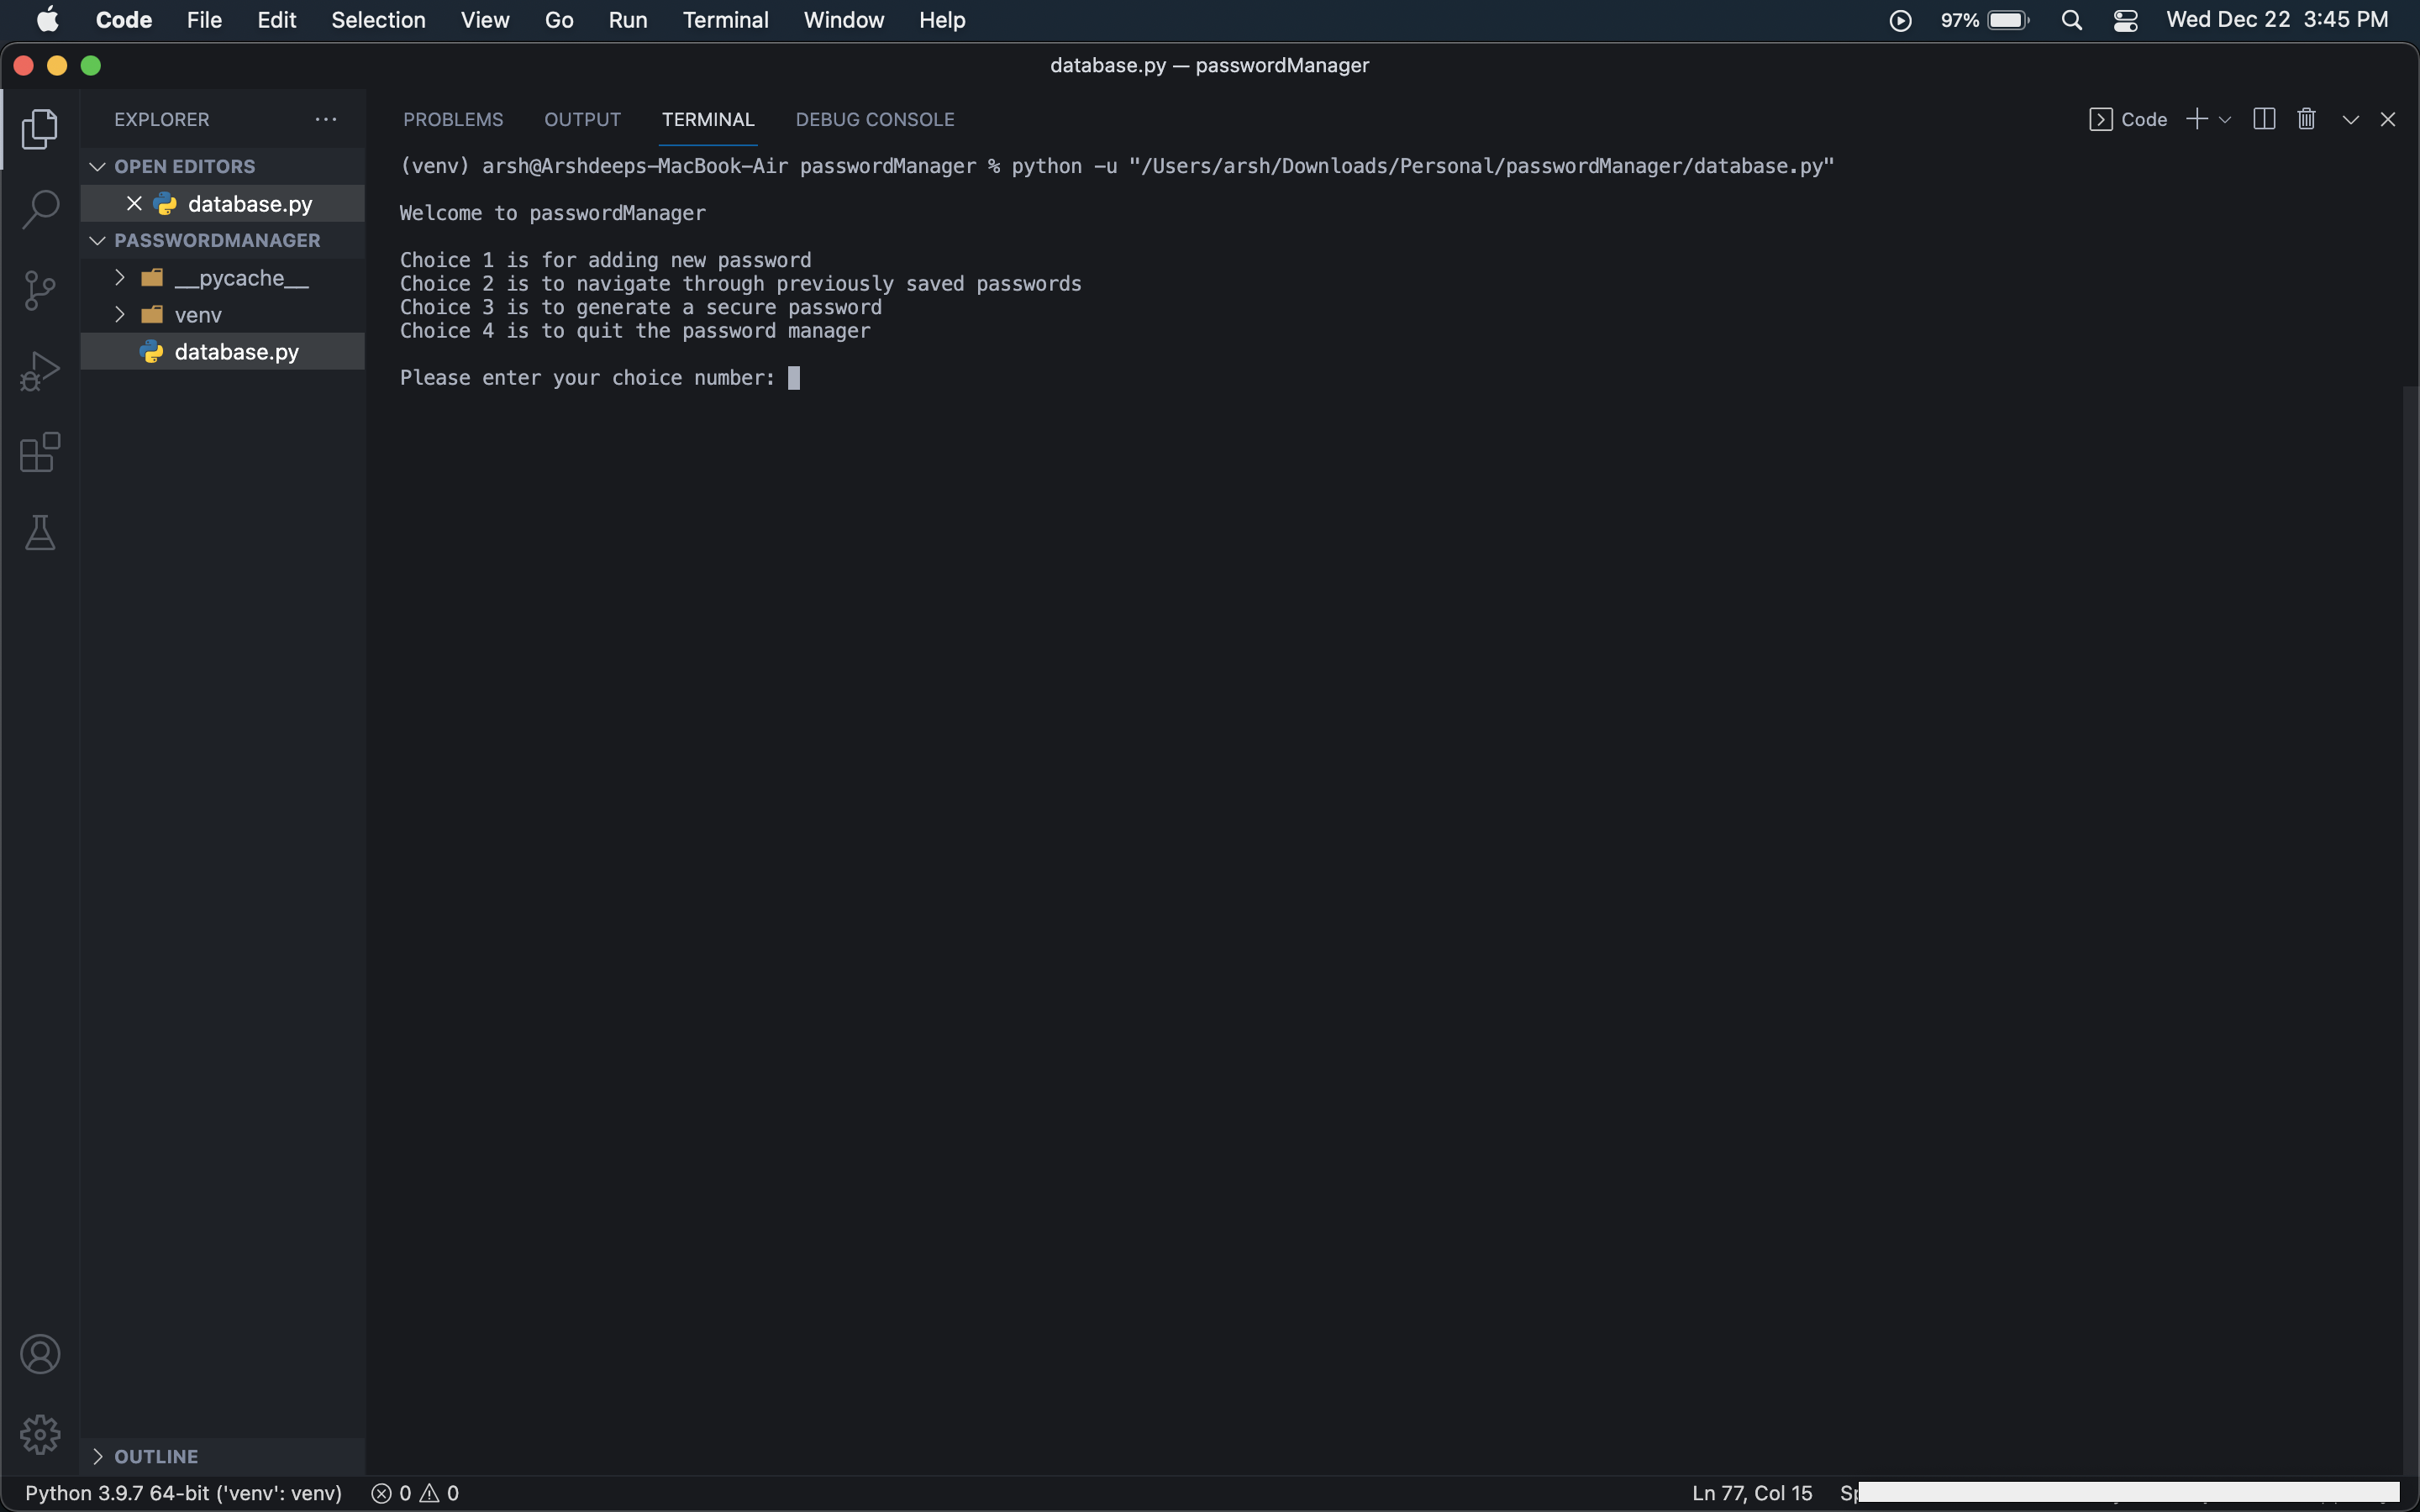 Code File Edit Selection View Go Run Terminal Window Help 97% Wed Dec 22 3:45 PM
database.py — passwordManager
EXPLORER
OPEN EDITORS
database.py
PASSWORDMANAGER
__pycache__
venv
database.py
OUTLINE
PROBLEMS OUTPUT TERMINAL DEBUG CONSOLE Code
(venv) arsh@Arshdeeps-MacBook-Air passwordManager % python -u "/Users/arsh/Downloads/Personal/passwordManager/database.py"
Welcome to passwordManager
Choice 1 is for adding new password
Choice 2 is to navigate through previously saved passwords
Choice 3 is to generate a secure password
Choice 4 is to quit the password manager
Please enter your choice number:
Python 3.9.7 64-bit ('venv': venv) 0 0 Ln 77, Col 15